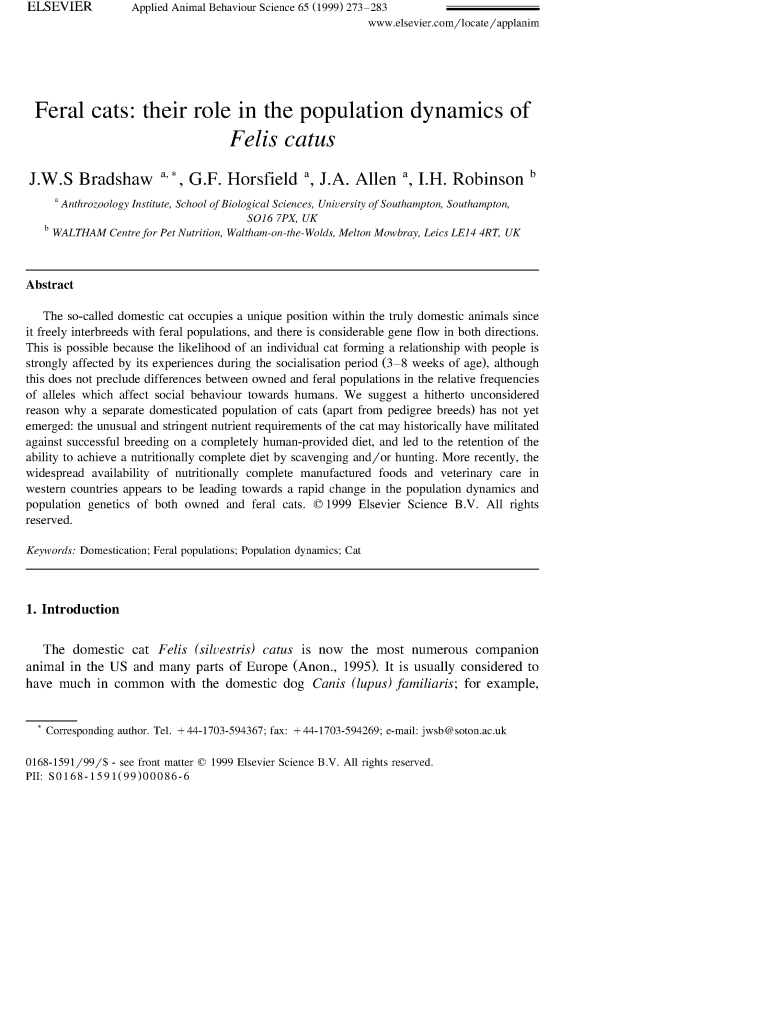 ELSEVIER
Applied Animal Behaviour Science 65 (1999) 273–283
www.elsevier.com/locate/applanim
Feral cats: their role in the population dynamics of
Felis catus
J.W.S Bradshaw a,*, G.F. Horsfield a, J.A. Allen a, I.H. Robinson b
a Anthrozoology Institute, School of Biological Sciences, University of Southampton, Southampton,
SO16 7PX, UK
b WALTHAM Centre for Pet Nutrition, Waltham-on-the-Wolds, Melton Mowbray, Leics LE14 4RT, UK
Abstract
The so-called domestic cat occupies a unique position within the truly domestic animals since
it freely interbreeds with feral populations, and there is considerable gene flow in both directions.
This is possible because the likelihood of an individual cat forming a relationship with people is
strongly affected by its experiences during the socialisation period (3–8 weeks of age), although
this does not preclude differences between owned and feral populations in the relative frequencies
of alleles which affect social behaviour towards humans. We suggest a hitherto unconsidered
reason why a separate domesticated population of cats (apart from pedigree breeds) has not yet
emerged: the unusual and stringent nutrient requirements of the cat may historically have militated
against successful breeding on a completely human-provided diet, and led to the retention of the
ability to achieve a nutritionally complete diet by scavenging and/or hunting. More recently, the
widespread availability of nutritionally complete manufactured foods and veterinary care in
western countries appears to be leading towards a rapid change in the population dynamics and
population genetics of both owned and feral cats. © 1999 Elsevier Science B.V. All rights
reserved.
Keywords: Domestication; Feral populations; Population dynamics; Cat
1. Introduction
The domestic cat Felis (silvestris) catus is now the most numerous companion
animal in the US and many parts of Europe (Anon., 1995). It is usually considered to
have much in common with the domestic dog Canis (lupus) familiaris; for example,
* Corresponding author. Tel. +44-1703-594367; fax: +44-1703-594269; e-mail: jwsb@soton.ac.uk
0168-1591/99/$ - see front matter © 1999 Elsevier Science B.V. All rights reserved.
PII: S0168-1591(99)00086-6